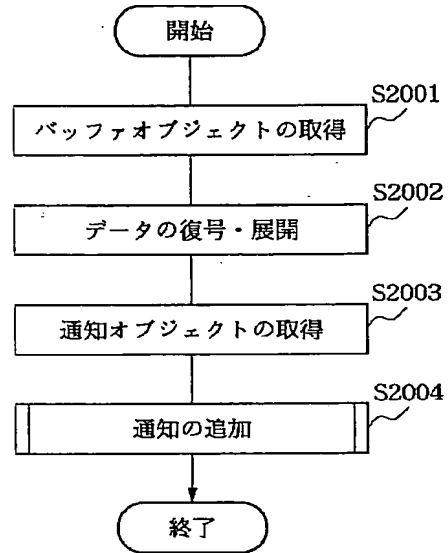 開始
S2001
バッファオブジェクトの取得
S2002
データの復号・展開
S2003
通知オブジェクトの取得
S2004
通知の追加
終了